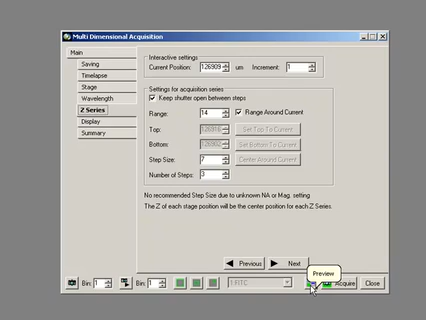 Multi Dimensional Acquisition
Main
Saving
Timelapse
Stage
Wavelength
Z Series
Display
Summary
Interactive settings
Current Position: 126909 um Increment: 1
Settings for acquisition series
Keep shutter open between steps
Range: 14 Range Around Current
Top: 126916 Set Top To Current
Bottom: 126902 Set Bottom To Current
Step Size: 7 Center Around Current
Number of Steps: 3
No recommended Step Size due to unknown NA or Mag. setting
The Z of each stage position will be the center position for each Z Series.
Previous Next
Preview
Bin: 1 Bin: 1 1:FITC Acquire Close